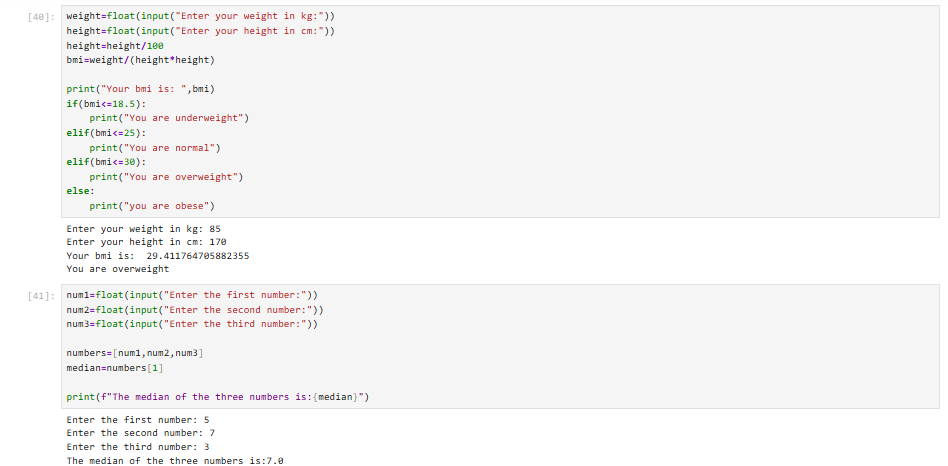 [40]: weight=float(input("Enter your weight in kg:"))
height=float(input("Enter your height in cm:"))
height=height/100
bmi=weight/(height*height)
print("Your bmi is: ",bmi)
if(bmi<=18.5):
    print("You are underweight")
elif(bmi<=25):
    print("You are normal")
elif(bmi<=30):
    print("You are overweight")
else:
    print("you are obese")
Enter your weight in kg: 85
Enter your height in cm: 170
Your bmi is:  29.411764705882355
You are overweight
[41]: num1=float(input("Enter the first number:"))
num2=float(input("Enter the second number:"))
num3=float(input("Enter the third number:"))
numbers=[num1,num2,num3]
median=numbers[1]
print(f"The median of the three numbers is:{median}")
Enter the first number: 5
Enter the second number: 7
Enter the third number: 3
The median of the three numbers is:7.0